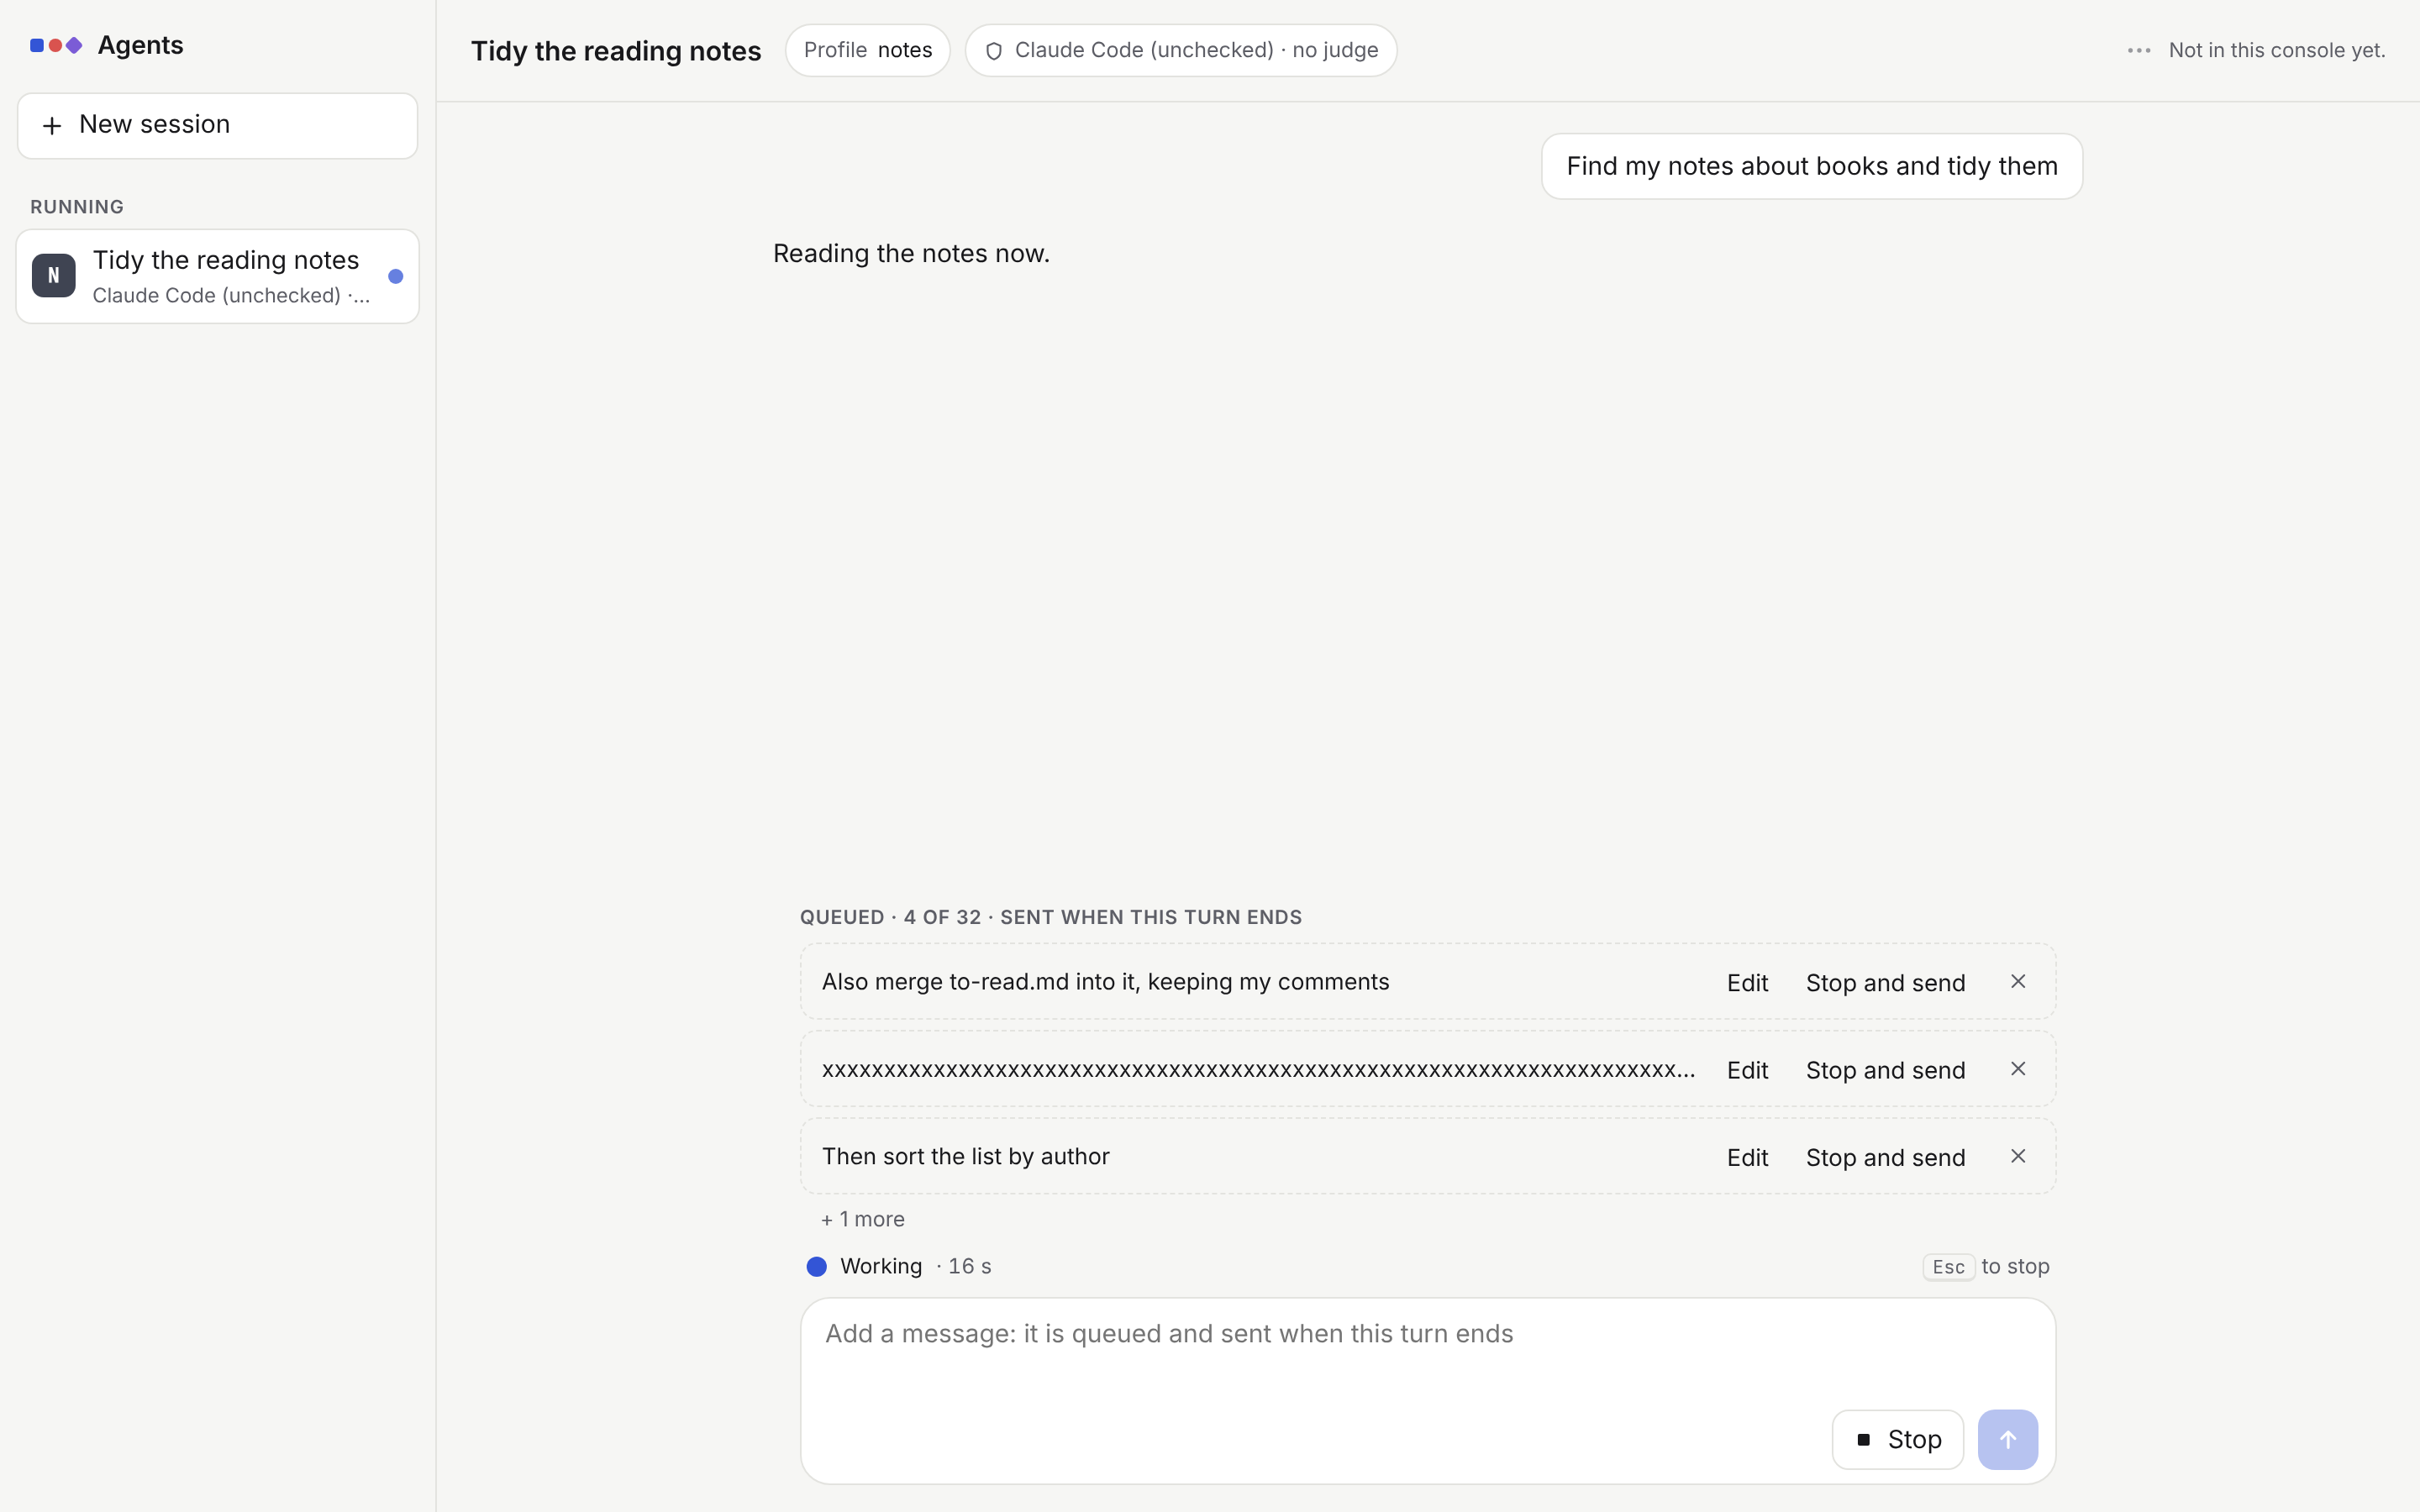 Agents
New session
RUNNING
N
Tidy the reading notes
Claude Code (unchecked) ·...
Tidy the reading notes
Profile notes
Claude Code (unchecked) · no judge
Not in this console yet.
Find my notes about books and tidy them
Reading the notes now.
QUEUED · 4 OF 32 · SENT WHEN THIS TURN ENDS
Also merge to-read.md into it, keeping my comments
Edit Stop and send
xxxxxxxxxxxxxxxxxxxxxxxxxxxxxxxxxxxxxxxxxxxxxxxxxxxxxxxxxxxxxxxxxxxxx...
Edit Stop and send
Then sort the list by author
Edit Stop and send
+ 1 more
Working · 16 s
Esc to stop
Add a message: it is queued and sent when this turn ends
Stop